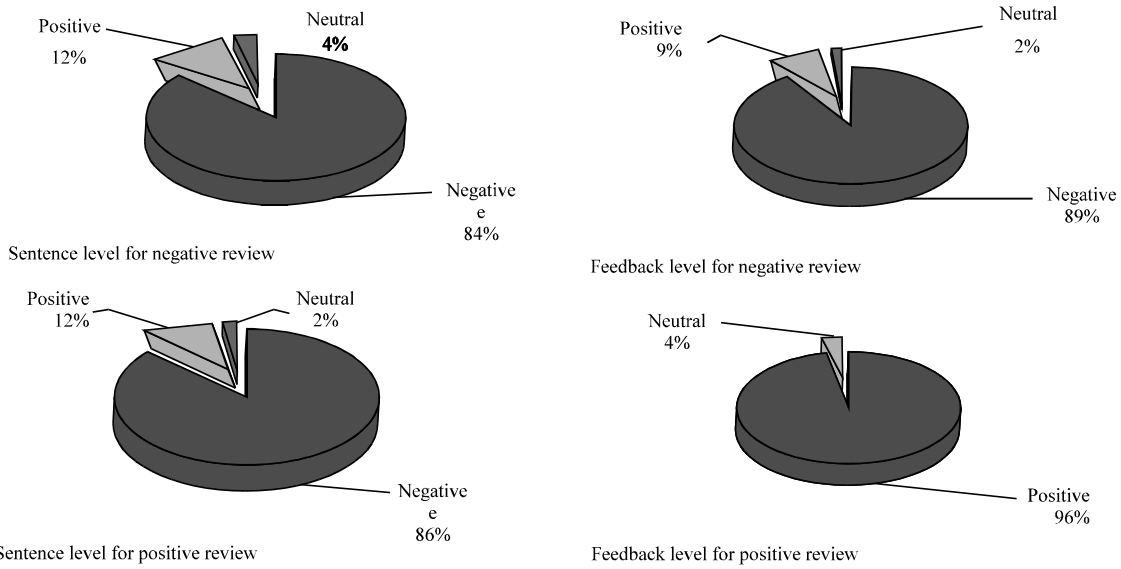 Positive
12%
Neutral
4%
Negative
e
84%
Sentence level for negative review
Positive
9%
Neutral
2%
Negative
89%
Feedback level for negative review
Positive
12%
Neutral
2%
Negative
e
86%
Sentence level for positive review
Neutral
4%
Positive
96%
Feedback level for positive review